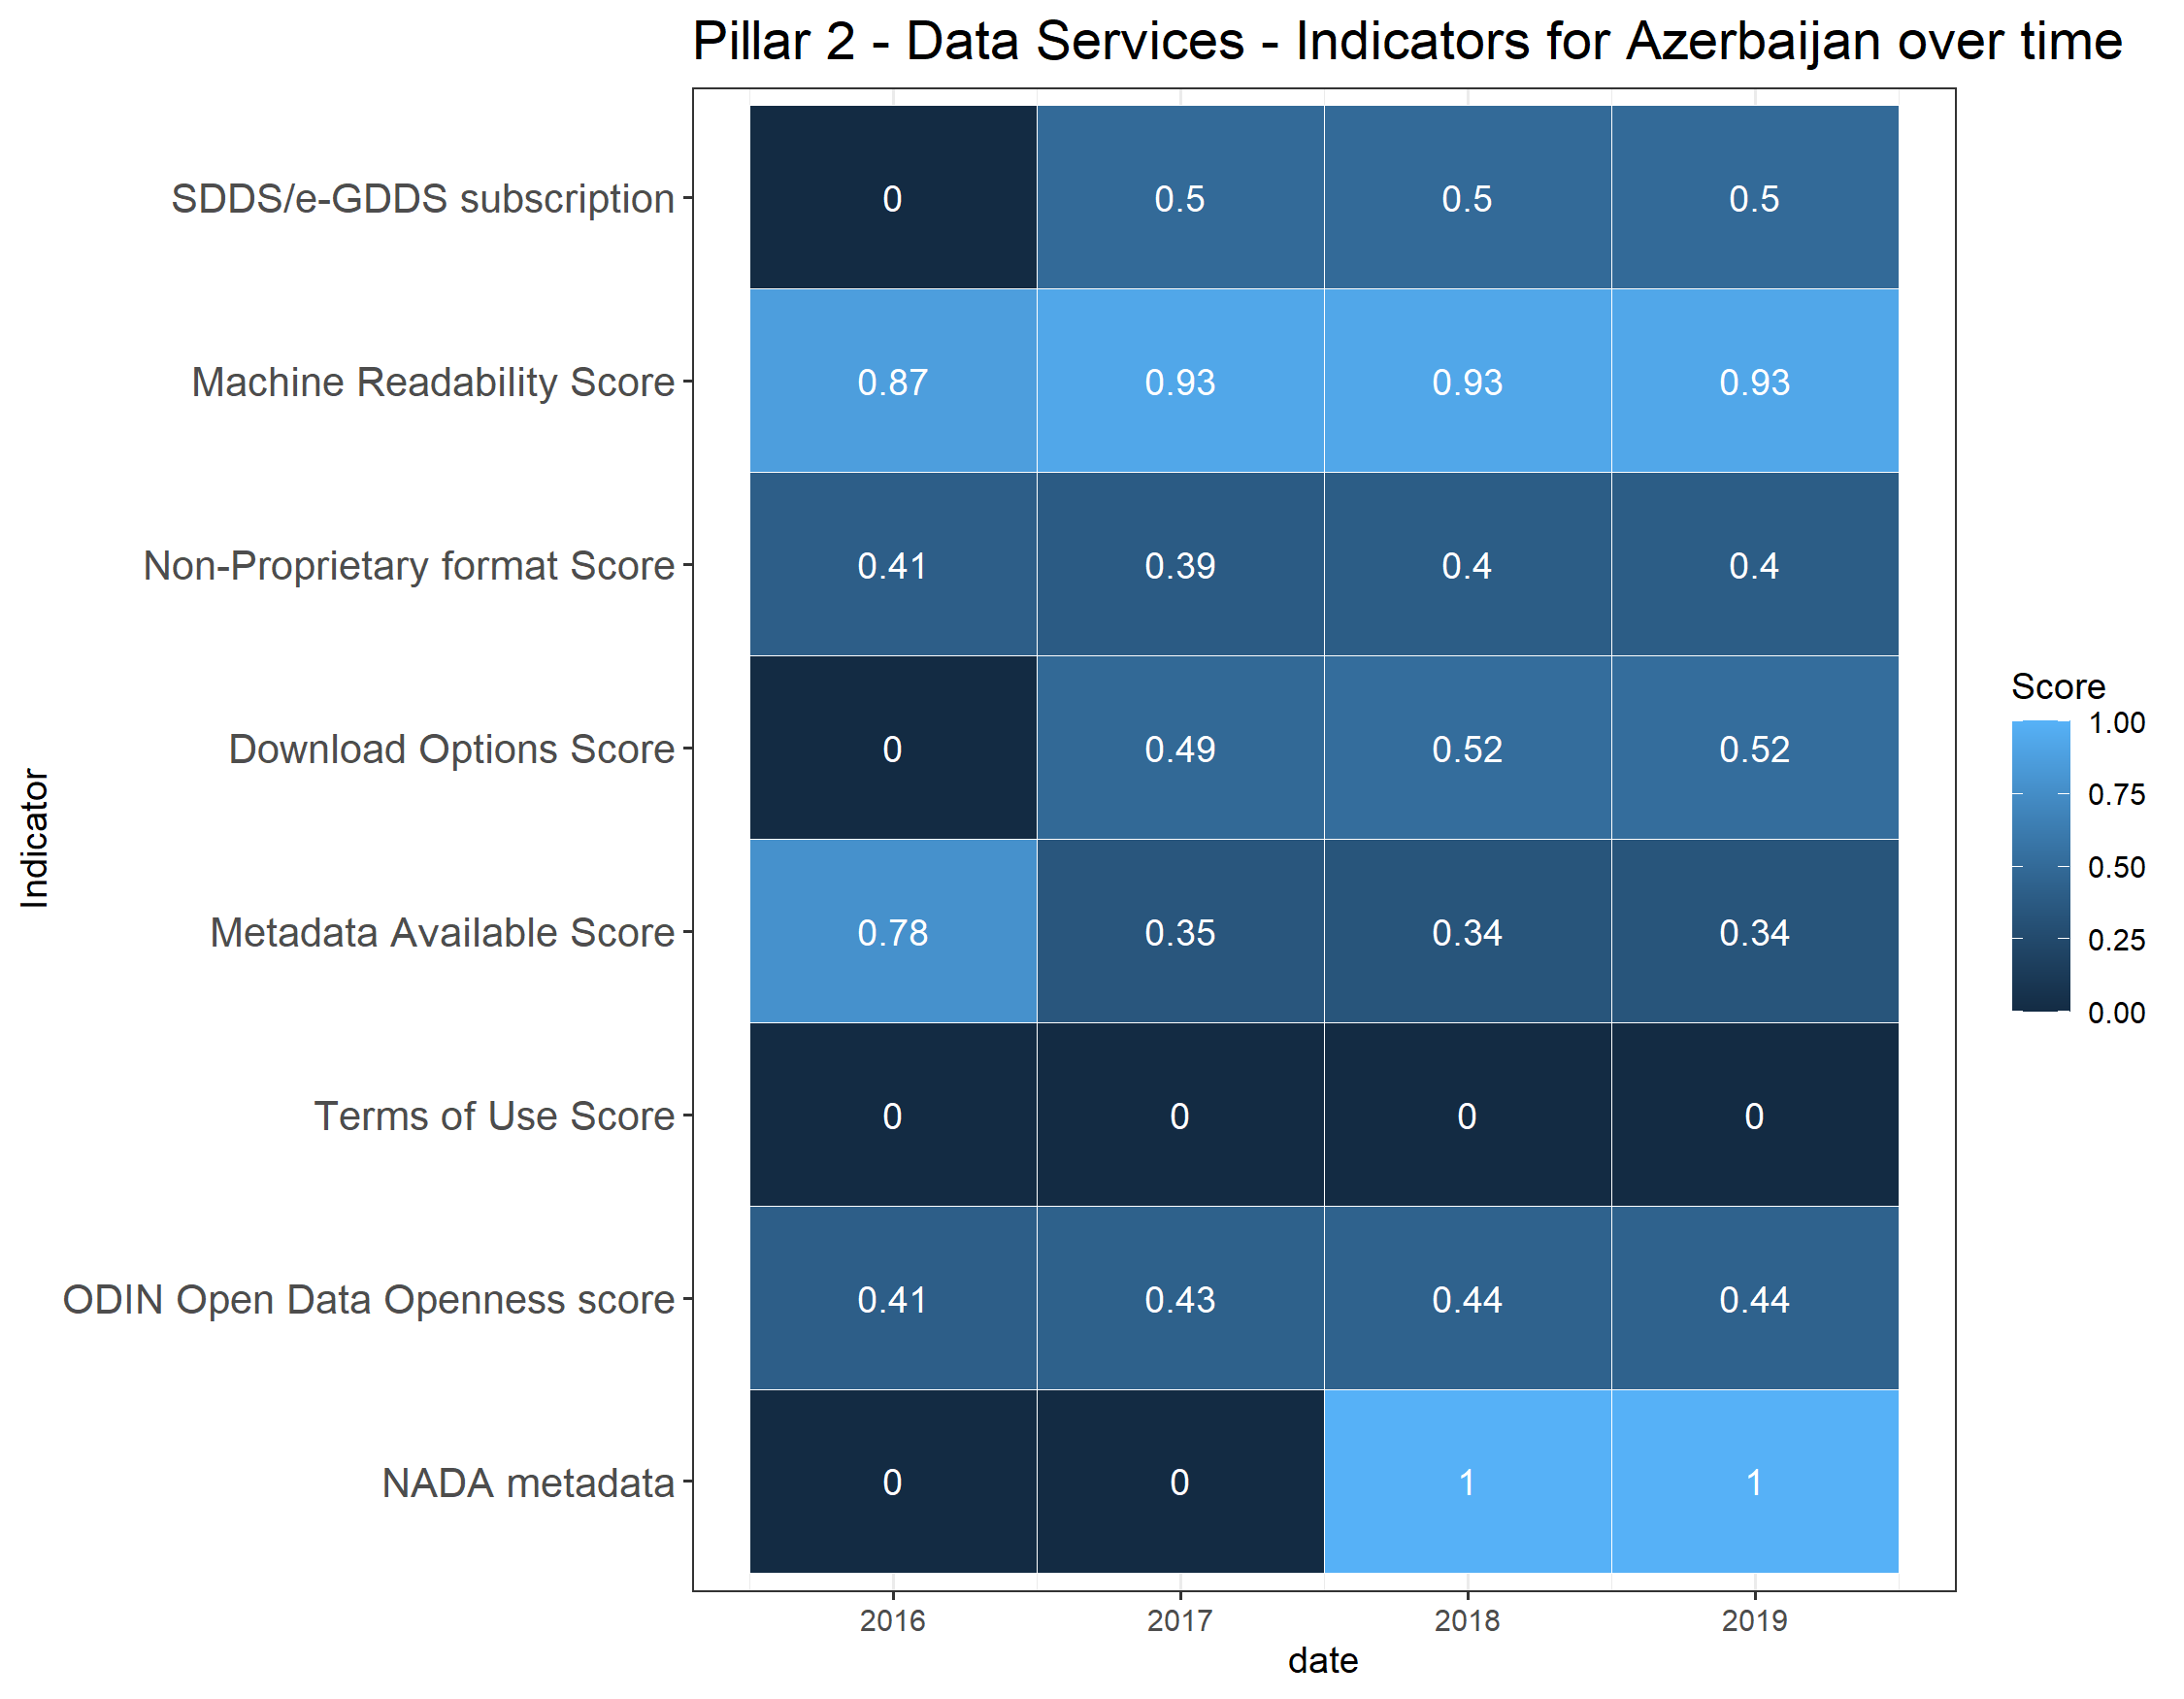 Pillar 2 - Data Services - Indicators for Azerbaijan over time
SDDS/e-GDDS subscription 0 0.5 0.5 0.5
Machine Readability Score 0.87 0.93 0.93 0.93
Non-Proprietary format Score 0.41 0.39 0.4 0.4
Download Options Score 0 0.49 0.52 0.52
Metadata Available Score 0.78 0.35 0.34 0.34
Terms of Use Score 0 0 0 0
ODIN Open Data Openness score 0.41 0.43 0.44 0.44
NADA metadata 0 0 1 1
2016 2017 2018 2019
date
Indicator
Score
1.00
0.75
0.50
0.25
0.00